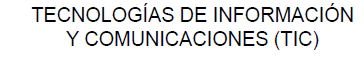 TECNOLOGÍAS DE INFORMACIÓN
Y COMUNICACIONES (TIC)